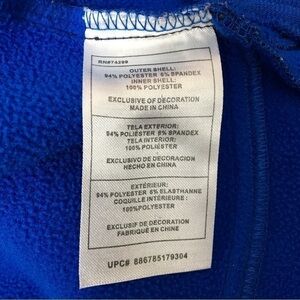 RN#74299
OUTER SHELL:
94% POLYESTER 6% SPANDEX
INNER SHELL:
100% POLYESTER
EXCLUSIVE OF DECORATION
MADE IN CHINA
TELA EXTERIOR:
94% POLIESTER 6% SPANDEX
TELA INTERIOR:
100% POLIESTER
EXCLUSIVO DE DECORACION
HECHO EN CHINA
EXTÉRIEUR:
94% POLYESTER 6% ELASTHANNE
COQUILLE INTÉRIEURE :
100%POLYESTER
EXCLUSIF DE DECORATION
FABRIQUÉ EN CHINE
UPC# 886785179304